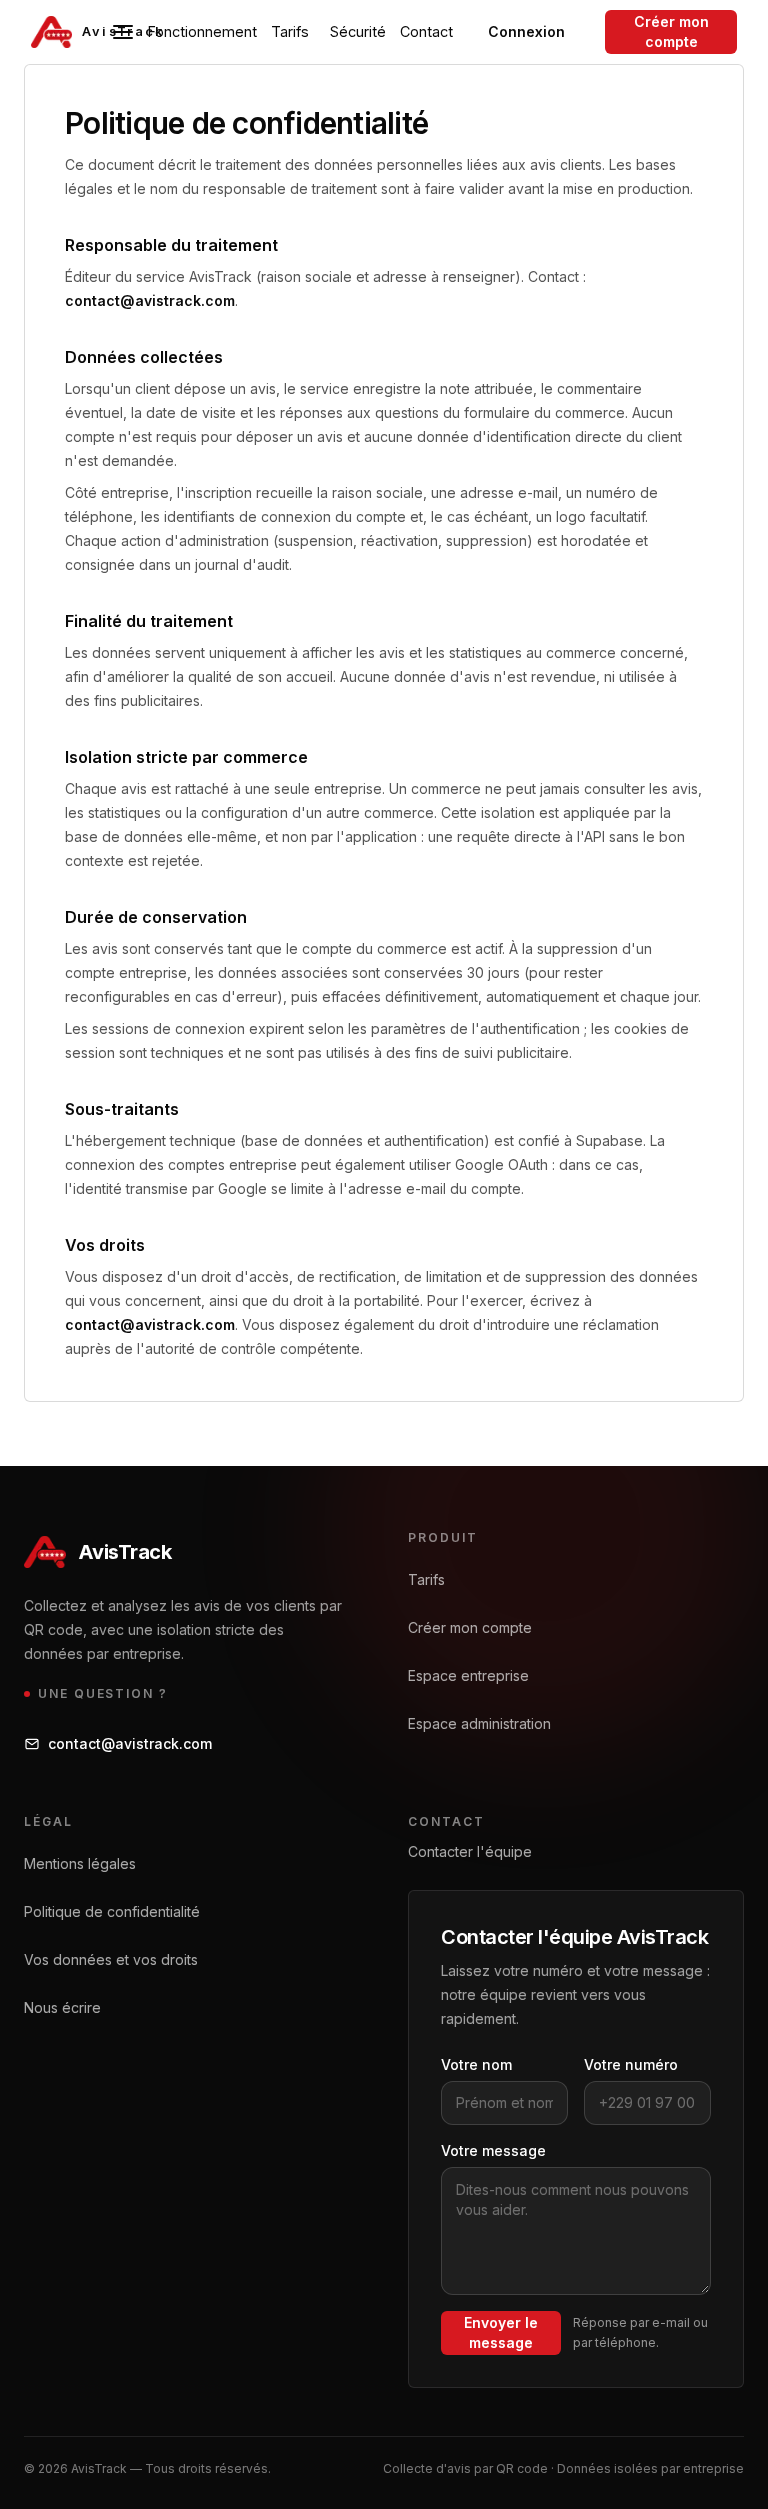 AvisTrack
Fonctionnement
Tarifs
Sécurité
Contact
Connexion
Créer mon
compte
Politique de confidentialité
Ce document décrit le traitement des données personnelles liées aux avis clients. Les bases
légales et le nom du responsable de traitement sont à faire valider avant la mise en production.
Responsable du traitement
Éditeur du service AvisTrack (raison sociale et adresse à renseigner). Contact :
contact@avistrack.com.
Données collectées
Lorsqu'un client dépose un avis, le service enregistre la note attribuée, le commentaire
éventuel, la date de visite et les réponses aux questions du formulaire du commerce. Aucun
compte n'est requis pour déposer un avis et aucune donnée d'identification directe du client
n'est demandée.
Côté entreprise, l'inscription recueille la raison sociale, une adresse e-mail, un numéro de
téléphone, les identifiants de connexion du compte et, le cas échéant, un logo facultatif.
Chaque action d'administration (suspension, réactivation, suppression) est horodatée et
consignée dans un journal d'audit.
Finalité du traitement
Les données servent uniquement à afficher les avis et les statistiques au commerce concerné,
afin d'améliorer la qualité de son accueil. Aucune donnée d'avis n'est revendue, ni utilisée à
des fins publicitaires.
Isolation stricte par commerce
Chaque avis est rattaché à une seule entreprise. Un commerce ne peut jamais consulter les avis,
les statistiques ou la configuration d'un autre commerce. Cette isolation est appliquée par la
base de données elle-même, et non par l'application : une requête directe à l'API sans le bon
contexte est rejetée.
Durée de conservation
Les avis sont conservés tant que le compte du commerce est actif. À la suppression d'un
compte entreprise, les données associées sont conservées 30 jours (pour rester
reconfigurables en cas d'erreur), puis effacées définitivement, automatiquement et chaque jour.
Les sessions de connexion expirent selon les paramètres de l'authentification ; les cookies de
session sont techniques et ne sont pas utilisés à des fins de suivi publicitaire.
Sous-traitants
L'hébergement technique (base de données et authentification) est confié à Supabase. La
connexion des comptes entreprise peut également utiliser Google OAuth : dans ce cas,
l'identité transmise par Google se limite à l'adresse e-mail du compte.
Vos droits
Vous disposez d'un droit d'accès, de rectification, de limitation et de suppression des données
qui vous concernent, ainsi que du droit à la portabilité. Pour l'exercer, écrivez à
contact@avistrack.com. Vous disposez également du droit d'introduire une réclamation
auprès de l'autorité de contrôle compétente.
AvisTrack
Collectez et analysez les avis de vos clients par
QR code, avec une isolation stricte des
données par entreprise.
UNE QUESTION ?
contact@avistrack.com
PRODUIT
Tarifs
Créer mon compte
Espace entreprise
Espace administration
LÉGAL
Mentions légales
Politique de confidentialité
Vos données et vos droits
Nous écrire
CONTACT
Contacter l'équipe
Contacter l'équipe AvisTrack
Laissez votre numéro et votre message :
notre équipe revient vers vous
rapidement.
Votre nom
Votre numéro
Prénom et nom
+229 01 97 00
Votre message
Dites-nous comment nous pouvons
vous aider.
Envoyer le
message
Réponse par e-mail ou
par téléphone.
© 2026 AvisTrack — Tous droits réservés.
Collecte d'avis par QR code · Données isolées par entreprise